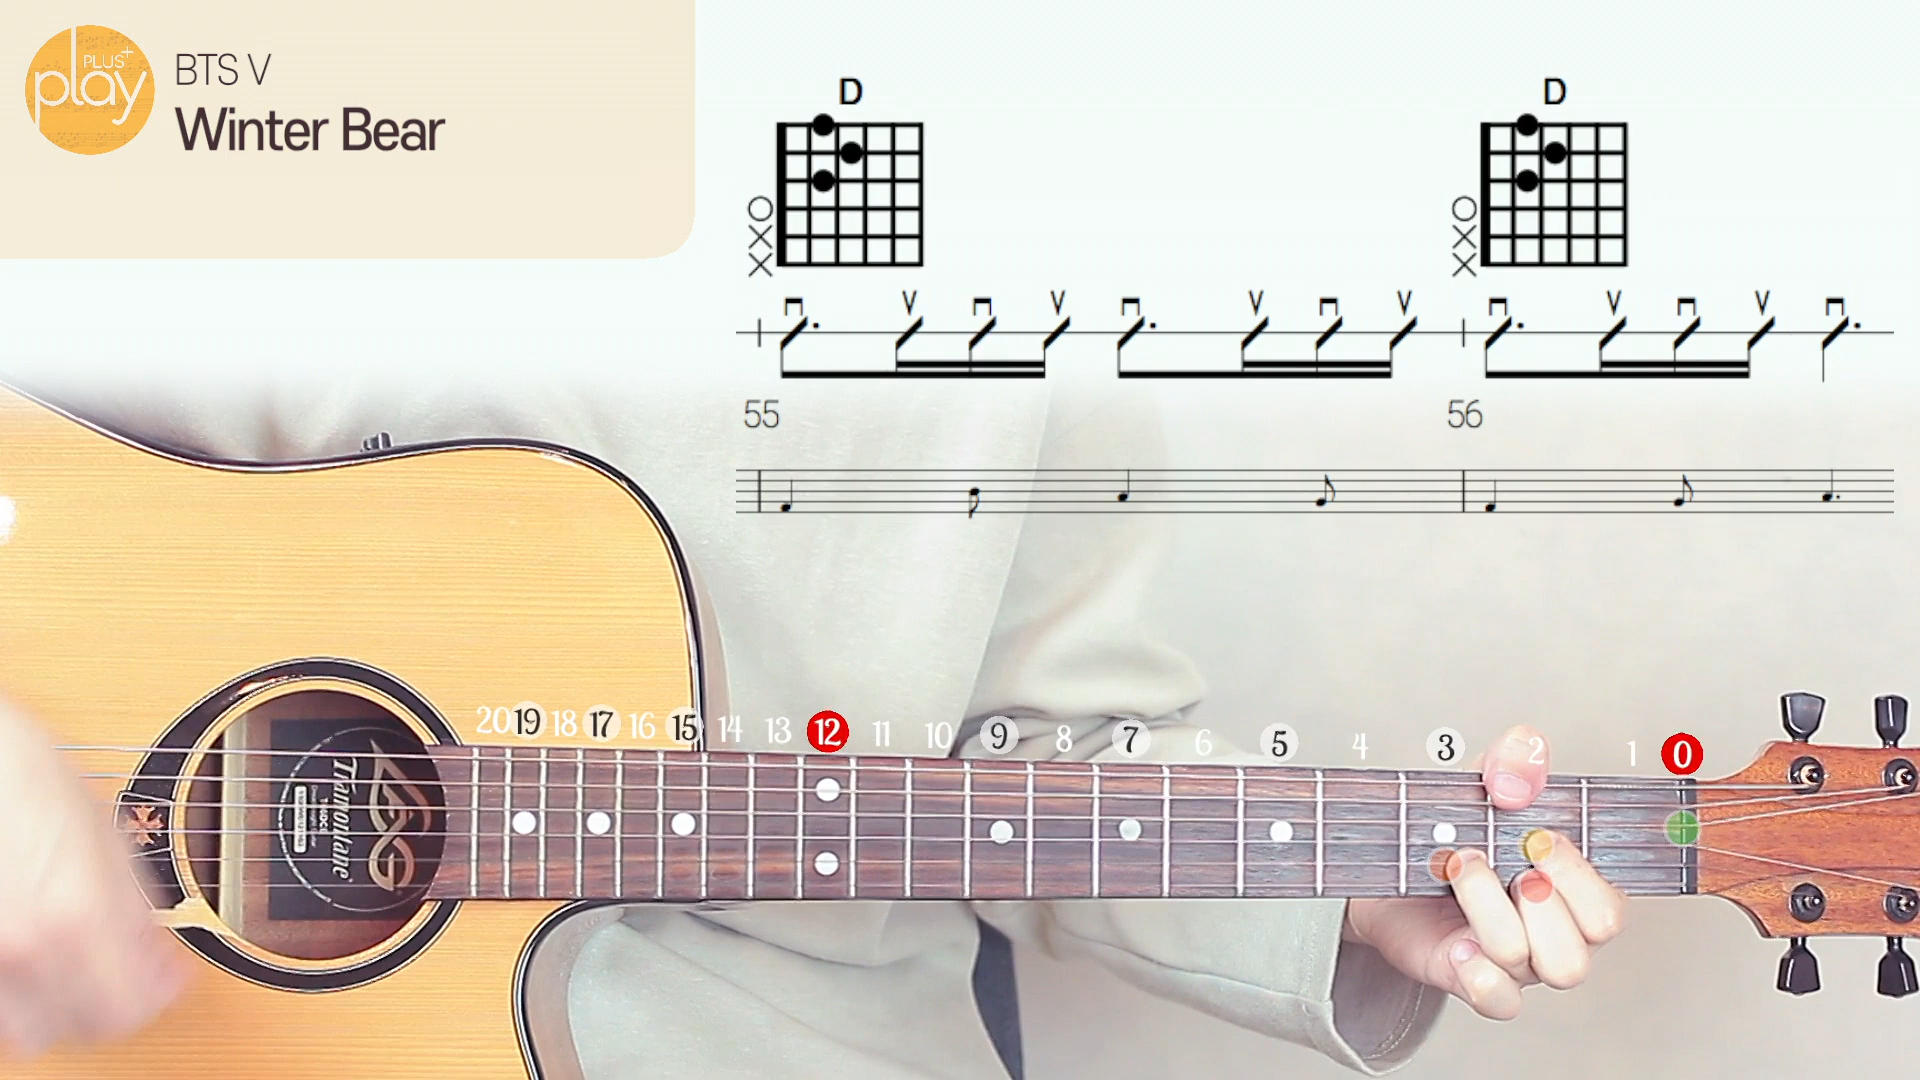 play PLUS+
BTS V
Winter Bear
D
D
55
56
20 19 18 17 16 15 14 13 12 11 10 9 8 7 6 5 4 3 2 1 0
LAG
Tramontane